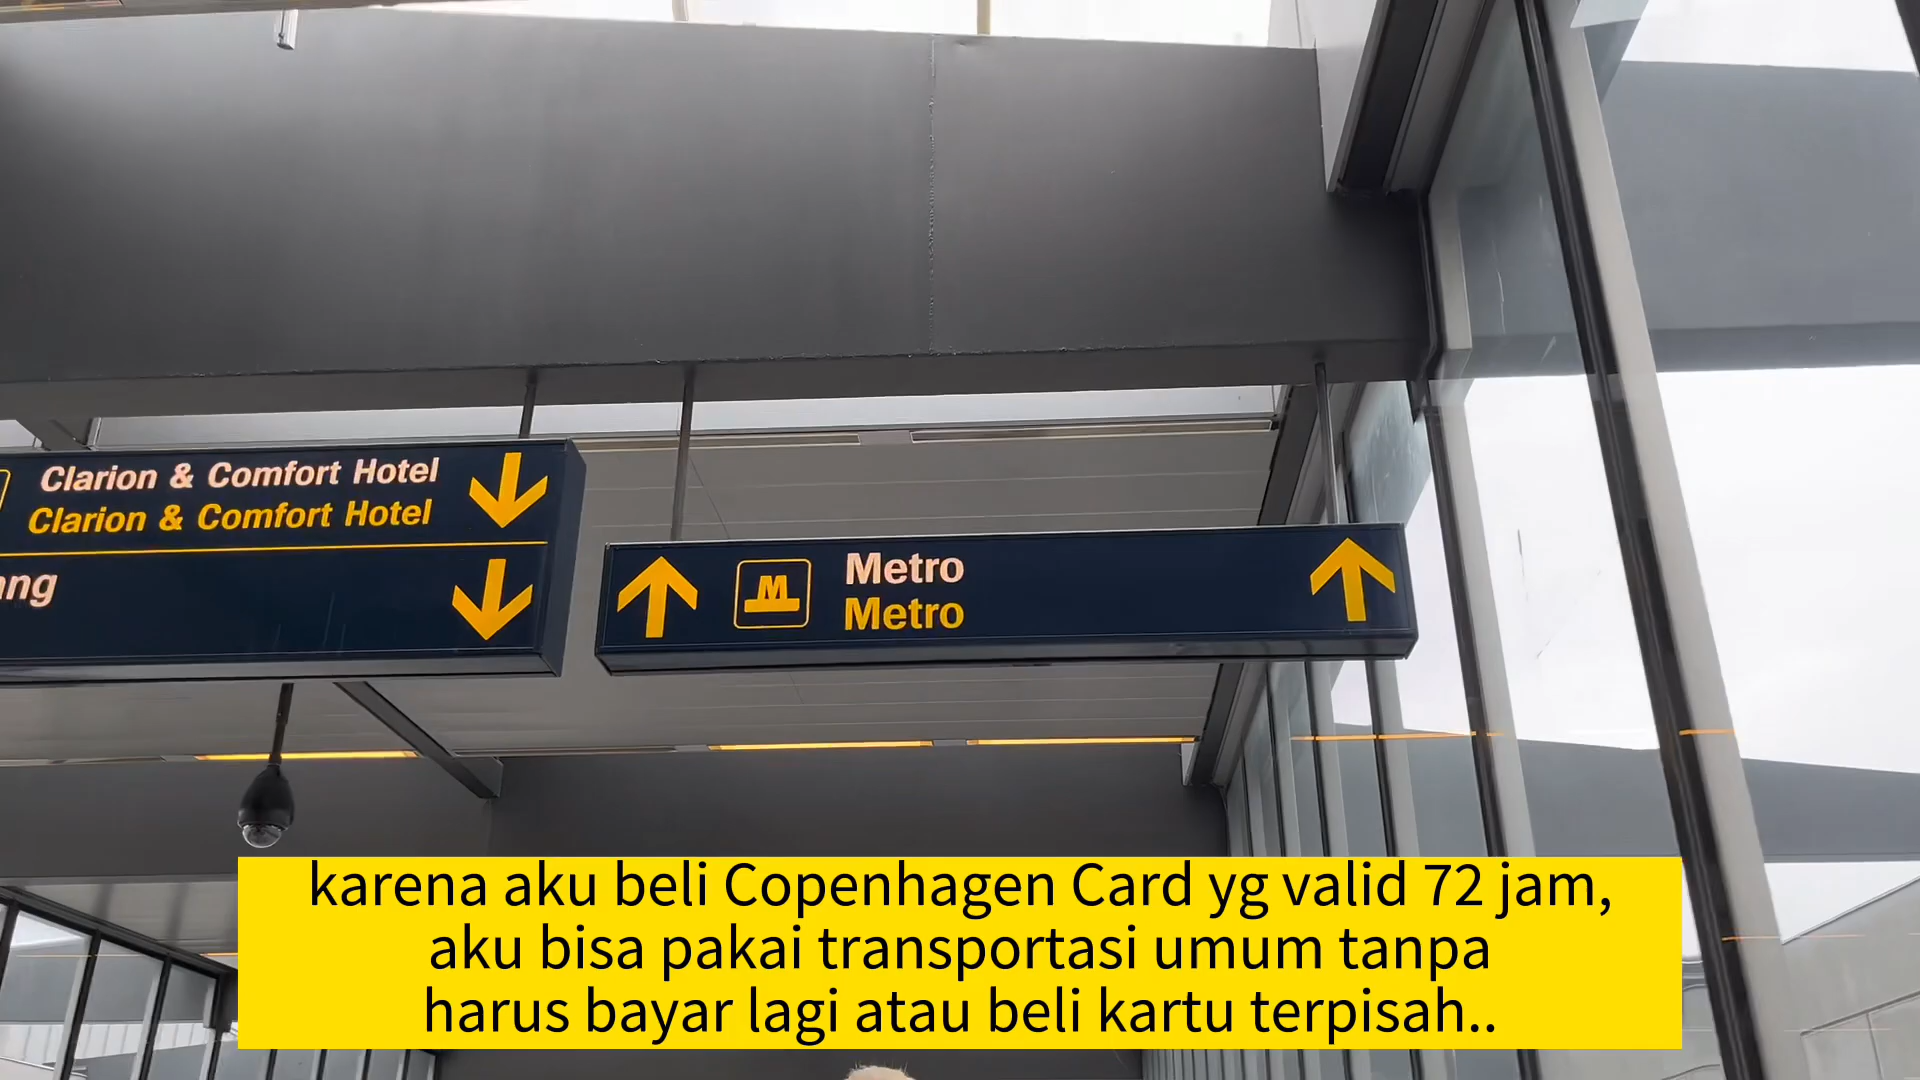 Clarion & Comfort Hotel
Clarion & Comfort Hotel
M
Metro
Metro
karena aku beli Copenhagen Card yg valid 72 jam,
aku bisa pakai transportasi umum tanpa
harus bayar lagi atau beli kartu terpisah..